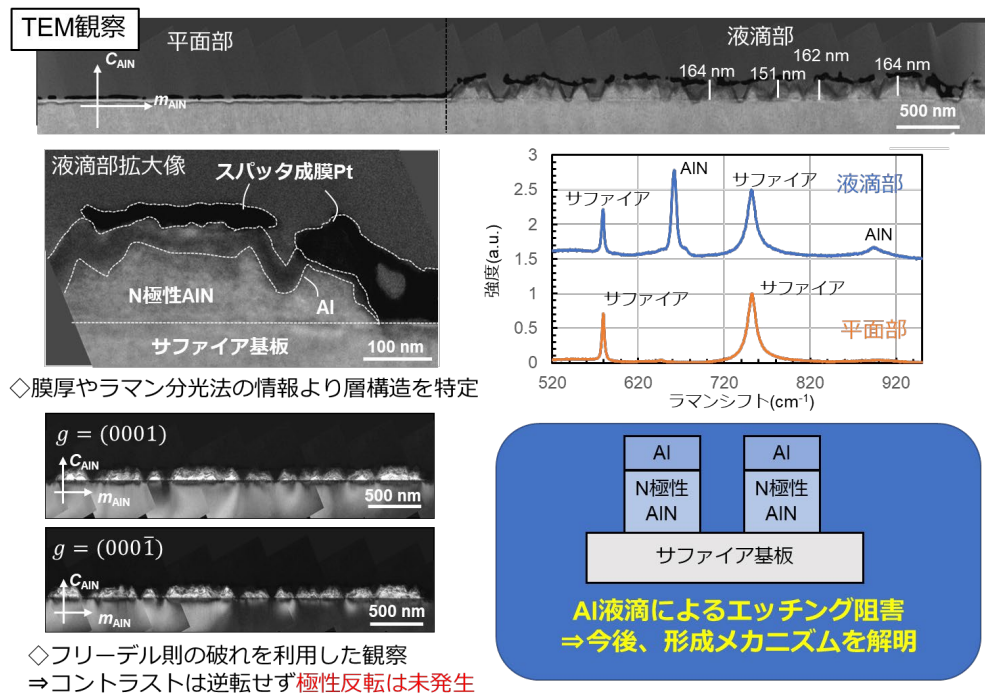 TEM観察
平面部
液滴部
CAlN
mAlN
164 nm
151 nm
162 nm
164 nm
500 nm
液滴部拡大像
スパッタ成膜Pt
N極性AlN
Al
サファイア基板
100 nm
3
2.5
2
1.5
1
0.5
0
強度(a.u.)
サファイア
AlN
サファイア
液滴部
AlN
サファイア
サファイア
平面部
520
620
720
820
920
ラマンシフト(cm⁻¹)
◇膜厚やラマン分光法の情報より層構造を特定
g = (0001)
CAlN
mAlN
500 nm
g = (0001̄)
CAlN
mAlN
500 nm
◇フリーデル則の破れを利用した観察
⇒コントラストは逆転せず極性反転は未発生
Al
Al
N極性
AlN
N極性
AlN
サファイア基板
Al液滴によるエッチング阻害
⇒今後、形成メカニズムを解明